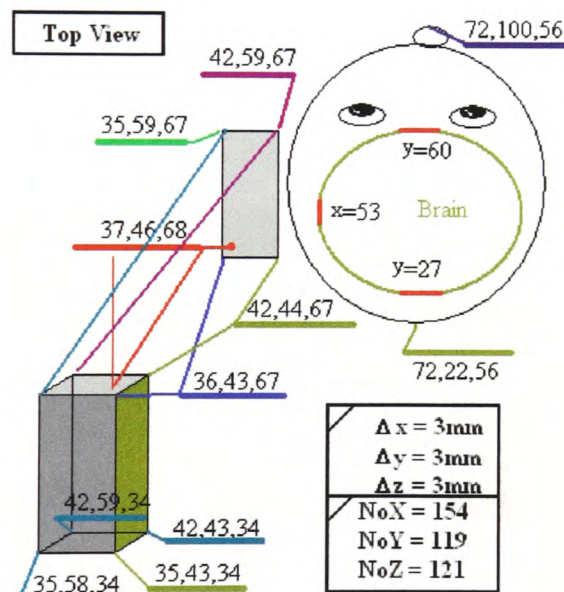 Top View
72,100,56
42,59,67
35,59,67
y=60
x=53
Brain
37,46,68
y=27
42,44,67
36,43,67
72,22,56
Δx = 3mm
Δy = 3mm
Δz = 3mm
NoX = 154
NoY = 119
NoZ = 121
42,59,34
42,43,34
35,58,34
35,43,34